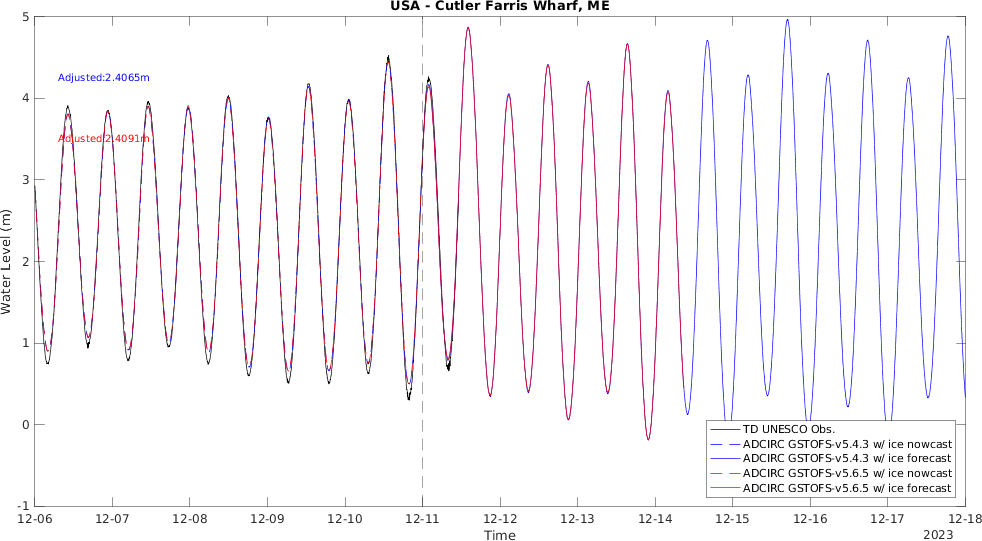 USA - Cutler Farris Wharf, ME
5
4
3
2
1
0
-1
Water Level (m)
Adjusted:2.4065m
Adjusted:2.4091m
TD UNESCO Obs.
ADCIRC GSTOFS-v5.4.3 w/ ice nowcast
ADCIRC GSTOFS-v5.4.3 w/ ice forecast
ADCIRC GSTOFS-v5.6.5 w/ ice nowcast
ADCIRC GSTOFS-v5.6.5 w/ ice forecast
12-06 12-07 12-08 12-09 12-10 12-11 12-12 12-13 12-14 12-15 12-16 12-17 12-18
Time
2023